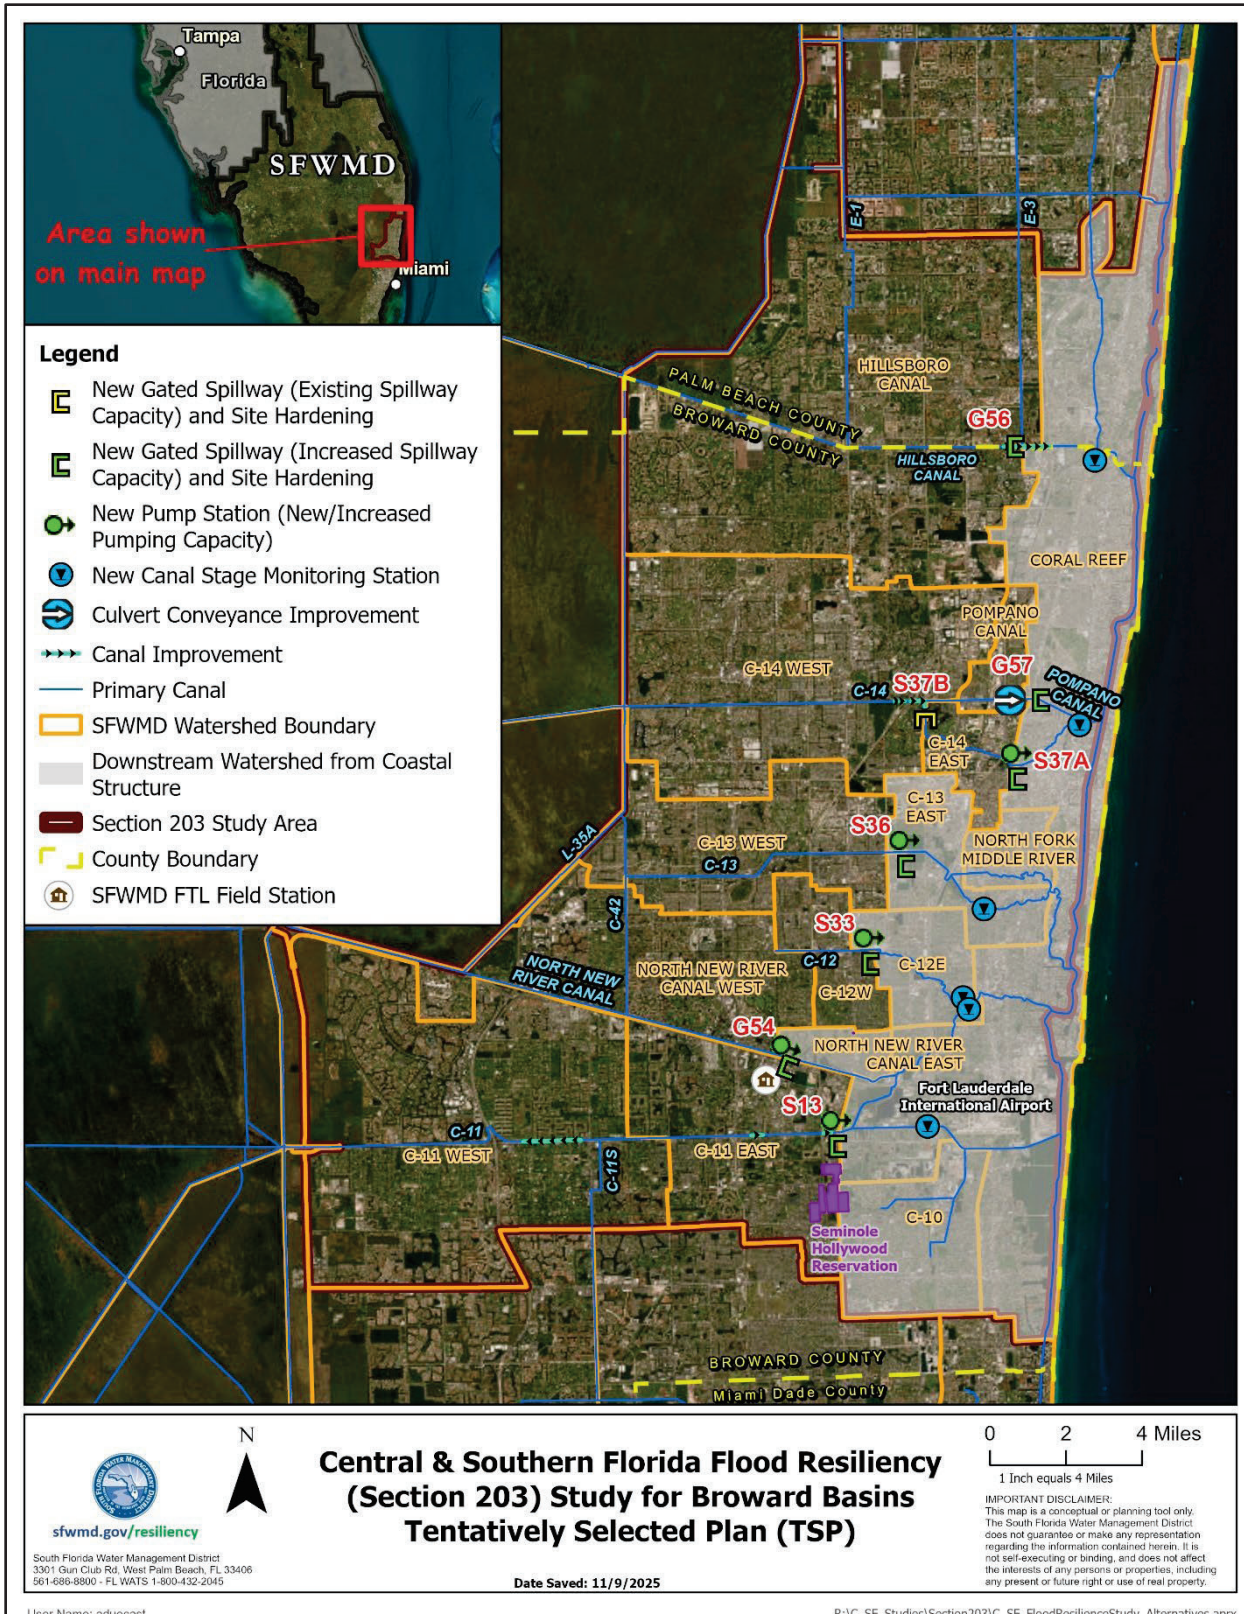 Tampa
Florida
SFWMD
Area shown
on main map
Miami
Legend
New Gated Spillway (Existing Spillway
Capacity) and Site Hardening
New Gated Spillway (Increased Spillway
Capacity) and Site Hardening
New Pump Station (New/Increased
Pumping Capacity)
New Canal Stage Monitoring Station
Culvert Conveyance Improvement
Canal Improvement
Primary Canal
SFWMD Watershed Boundary
Downstream Watershed from Coastal
Structure
Section 203 Study Area
County Boundary
SFWMD FTL Field Station
E-1
E-3
HILLSBORO
CANAL
PALM BEACH COUNTY
BROWARD COUNTY
G56
HILLSBORO
CANAL
CORAL REEF
POMPANO
CANAL
C-14 WEST
C-14
S37B
G57
POMPANO
CANAL
C-14
EAST
S37A
C-13
EAST
S36
C-13 WEST
C-13
NORTH FORK
MIDDLE RIVER
L-35A
C-42
S33
C-12
C-12E
C-12W
NORTH NEW
RIVER CANAL
NORTH NEW RIVER
CANAL WEST
G54
NORTH NEW RIVER
CANAL EAST
Fort Lauderdale
International Airport
S13
C-11
C-11 WEST
C-11S
C-11 EAST
C-10
Seminole
Hollywood
Reservation
BROWARD COUNTY
Miami Dade County
SOUTH FLORIDA WATER MANAGEMENT DISTRICT
sfwmd.gov/resiliency
South Florida Water Management District
3301 Gun Club Rd, West Palm Beach, FL 33406
561-686-8800 - FL WATS 1-800-432-2045
N
Central & Southern Florida Flood Resiliency
(Section 203) Study for Broward Basins
Tentatively Selected Plan (TSP)
Date Saved: 11/9/2025
0 2 4 Miles
1 Inch equals 4 Miles
IMPORTANT DISCLAIMER:
This map is a conceptual or planning tool only.
The South Florida Water Management District
does not guarantee or make any representation
regarding the information contained herein. It is
not self-executing or binding, and does not affect
the interests of any persons or properties, including
any present or future right or use of real property.